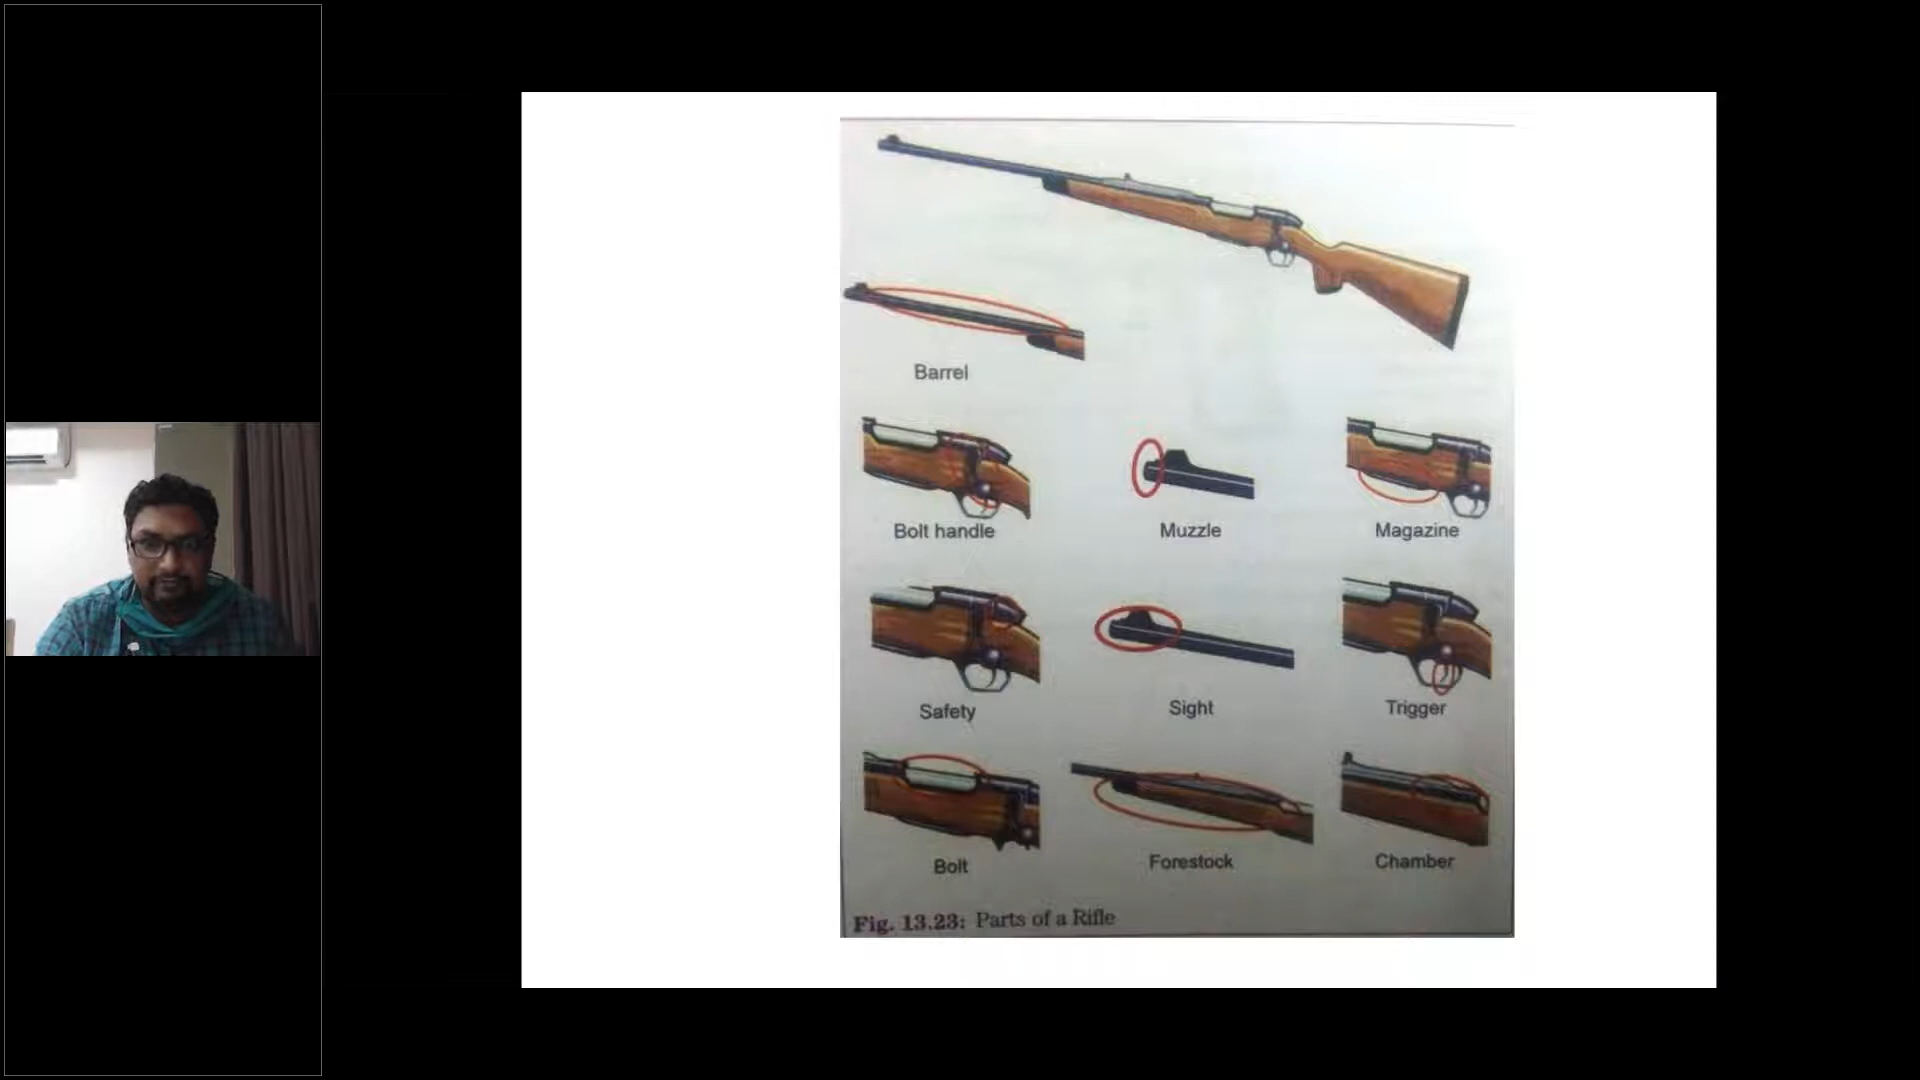 Barrel
Bolt handle
Muzzle
Magazine
Safety
Sight
Trigger
Bolt
Forestock
Chamber
Fig. 13.23: Parts of a Rifle